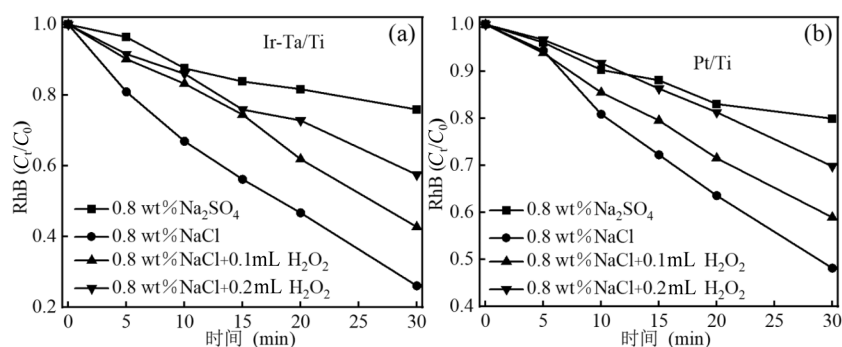 (a)
Ir-Ta/Ti
RhB (Cₜ/C₀)
1.0
0.8
0.6
0.4
0.2
0.8 wt%Na₂SO₄
0.8 wt%NaCl
0.8 wt%NaCl+0.1mL H₂O₂
0.8 wt%NaCl+0.2mL H₂O₂
0 5 10 15 20 25 30
时间 (min)
(b)
Pt/Ti
RhB (Cₜ/C₀)
1.0
0.9
0.8
0.7
0.6
0.5
0.4
0.8 wt%Na₂SO₄
0.8 wt%NaCl
0.8 wt%NaCl+0.1mL H₂O₂
0.8 wt%NaCl+0.2mL H₂O₂
0 5 10 15 20 25 30
时间 (min)